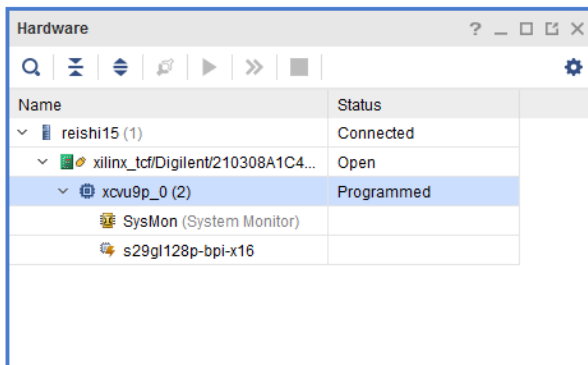 Hardware
Name Status
reishi15 (1) Connected
xilinx_tcf/Digilent/210308A1C4... Open
xcvu9p_0 (2) Programmed
SysMon (System Monitor)
s29gl128p-bpi-x16